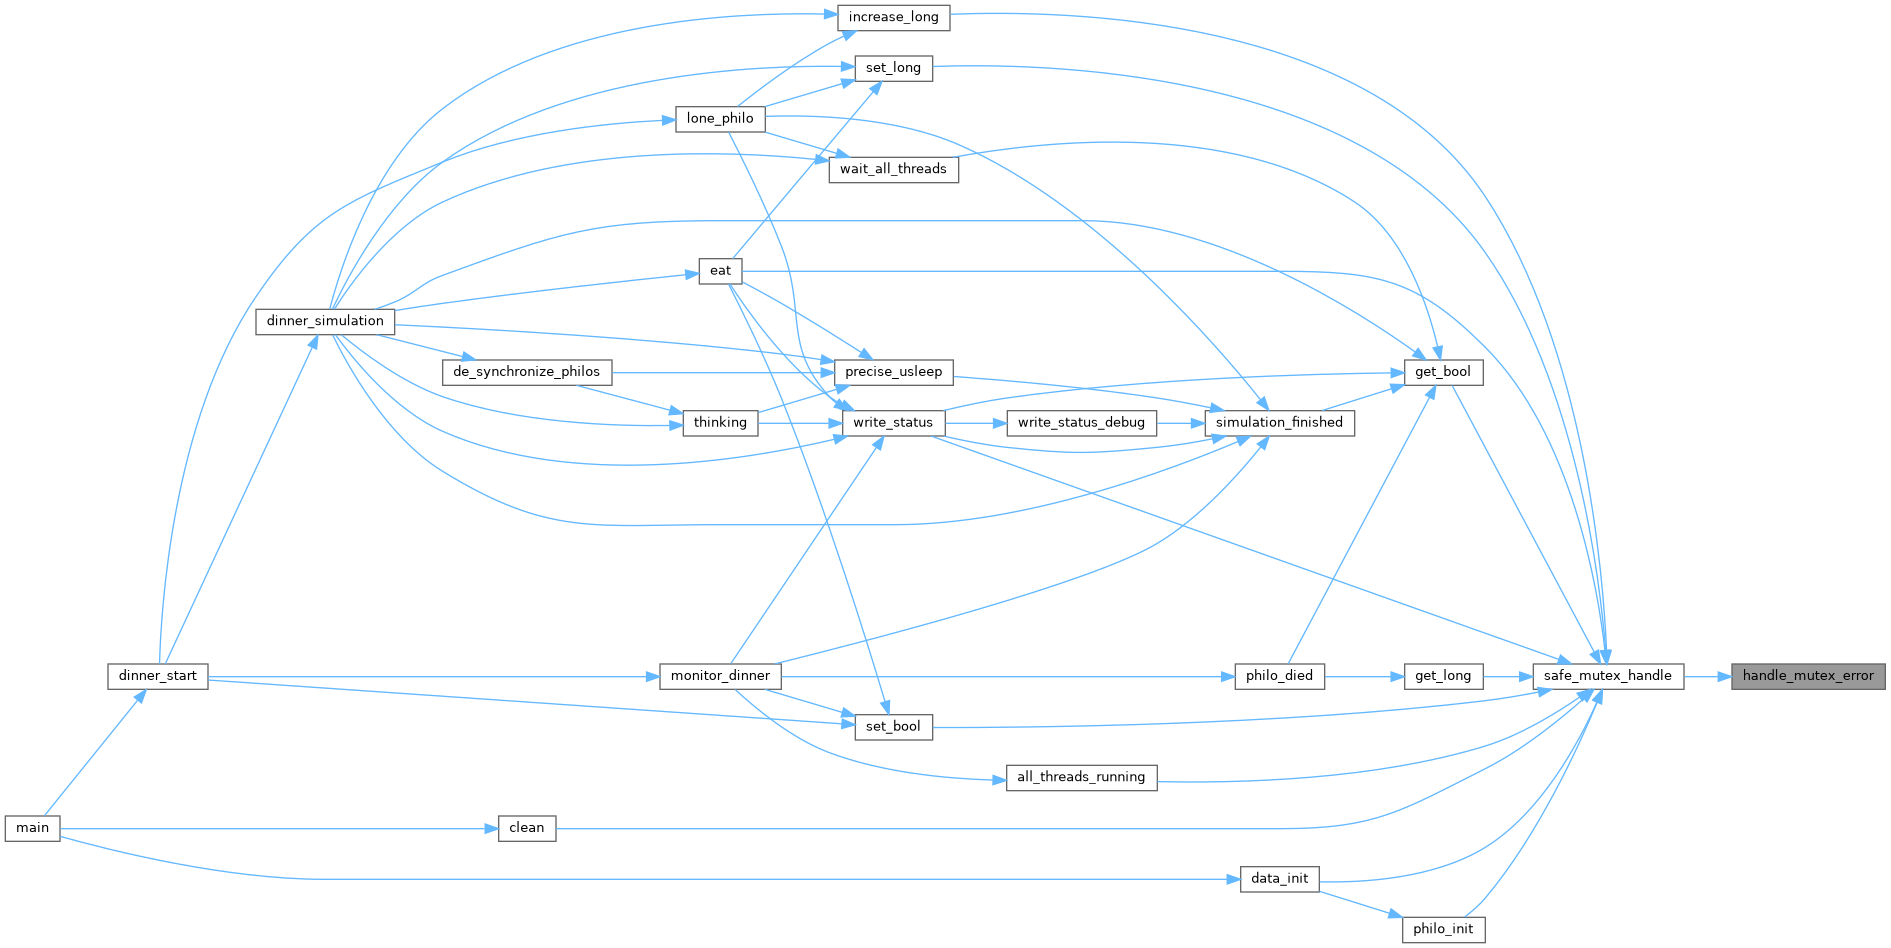 increase_long
set_long
lone_philo
wait_all_threads
eat
dinner_simulation
de_synchronize_philos
precise_usleep
get_bool
thinking
write_status
write_status_debug
simulation_finished
dinner_start
monitor_dinner
philo_died
get_long
safe_mutex_handle
handle_mutex_error
set_bool
all_threads_running
main
clean
data_init
philo_init